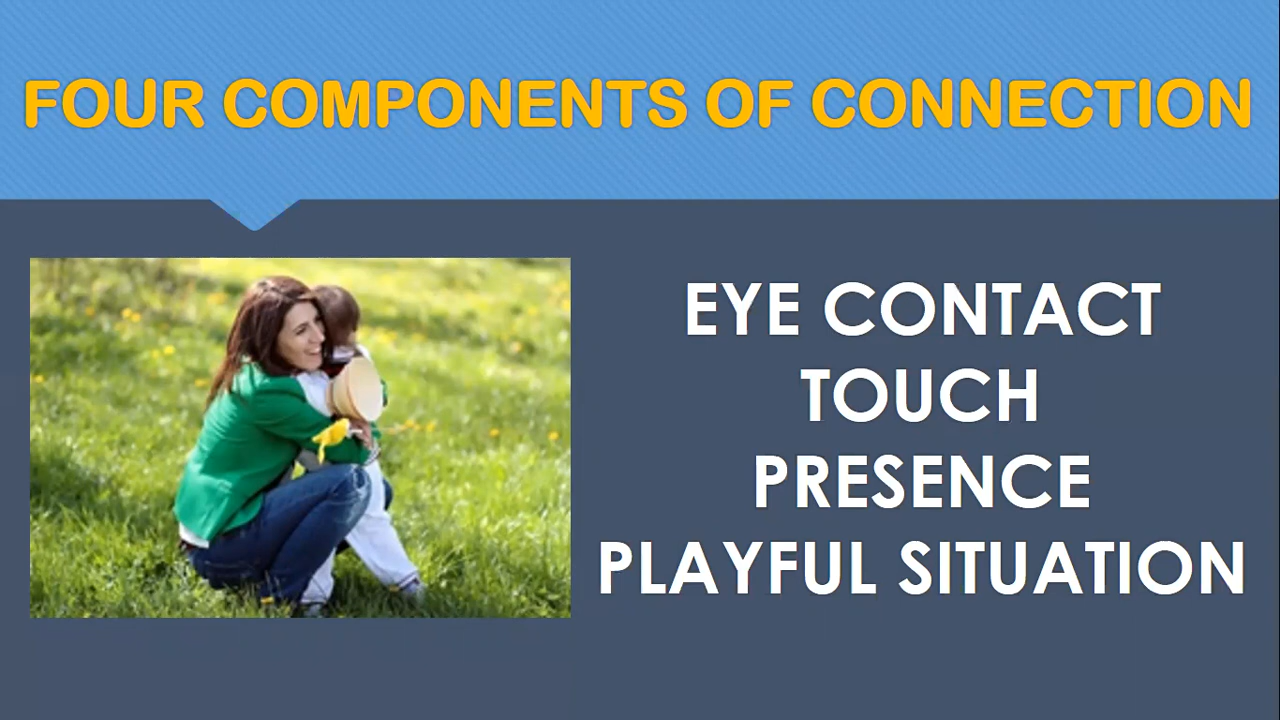 FOUR COMPONENTS OF CONNECTION
EYE CONTACT
TOUCH
PRESENCE
PLAYFUL SITUATION